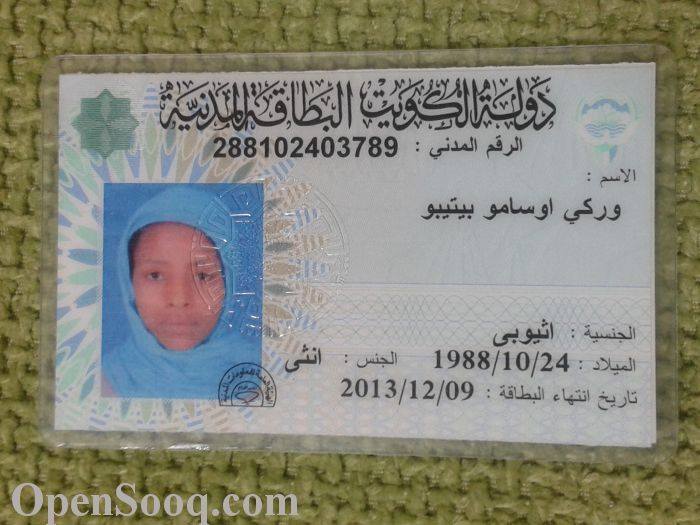 دولة الكويت البطاقة المدنية
الرقم المدني : 288102403789
الاسم :
وركي اوسامو بيتيبو
الجنسية : اثيوبى
الميلاد : 1988/10/24 الجنس : انثى
تاريخ انتهاء البطاقة : 2013/12/09
OpenSooq.com